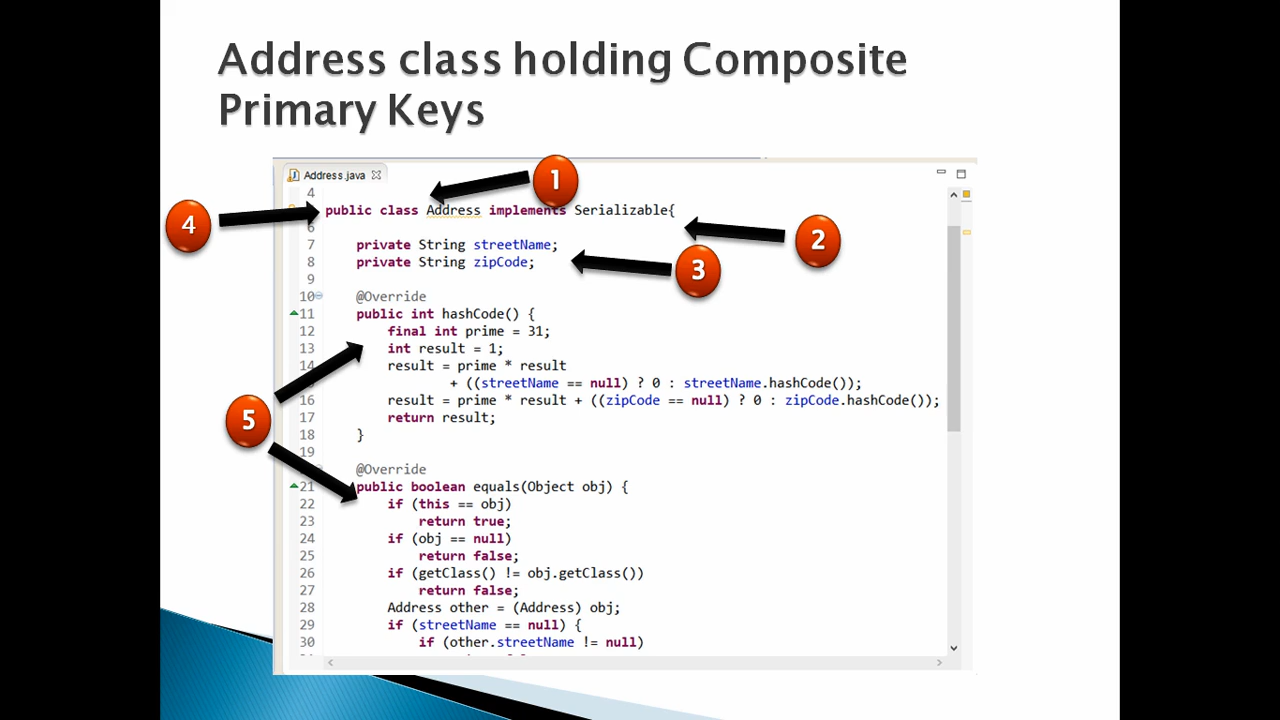 Address class holding Composite
Primary Keys
Address.java
1
4
public class Address implements Serializable{
4
6
2
7 private String streetName;
8 private String zipCode;
3
9
10 @Override
11 public int hashCode() {
12 final int prime = 31;
13 int result = 1;
14 result = prime * result
+ ((streetName == null) ? 0 : streetName.hashCode());
16 result = prime * result + ((zipCode == null) ? 0 : zipCode.hashCode());
5
17 return result;
18 }
19
@Override
21 public boolean equals(Object obj) {
22 if (this == obj)
23 return true;
24 if (obj == null)
25 return false;
26 if (getClass() != obj.getClass())
27 return false;
28 Address other = (Address) obj;
29 if (streetName == null) {
30 if (other.streetName != null)